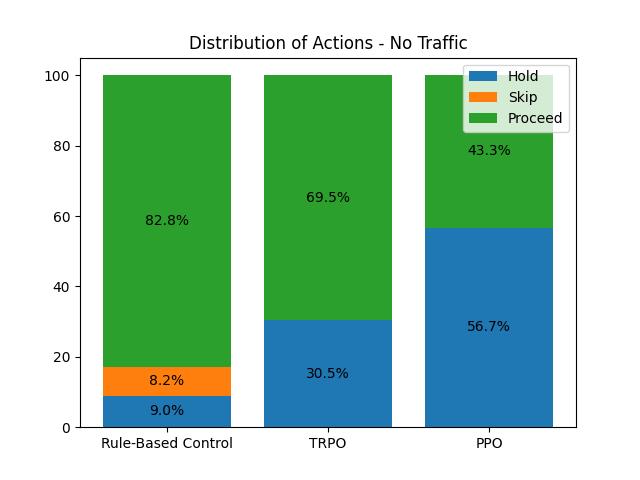 Distribution of Actions - No Traffic
100
80
60
40
20
0
Hold
Skip
Proceed
82.8%
8.2%
9.0%
69.5%
30.5%
43.3%
56.7%
Rule-Based Control
TRPO
PPO